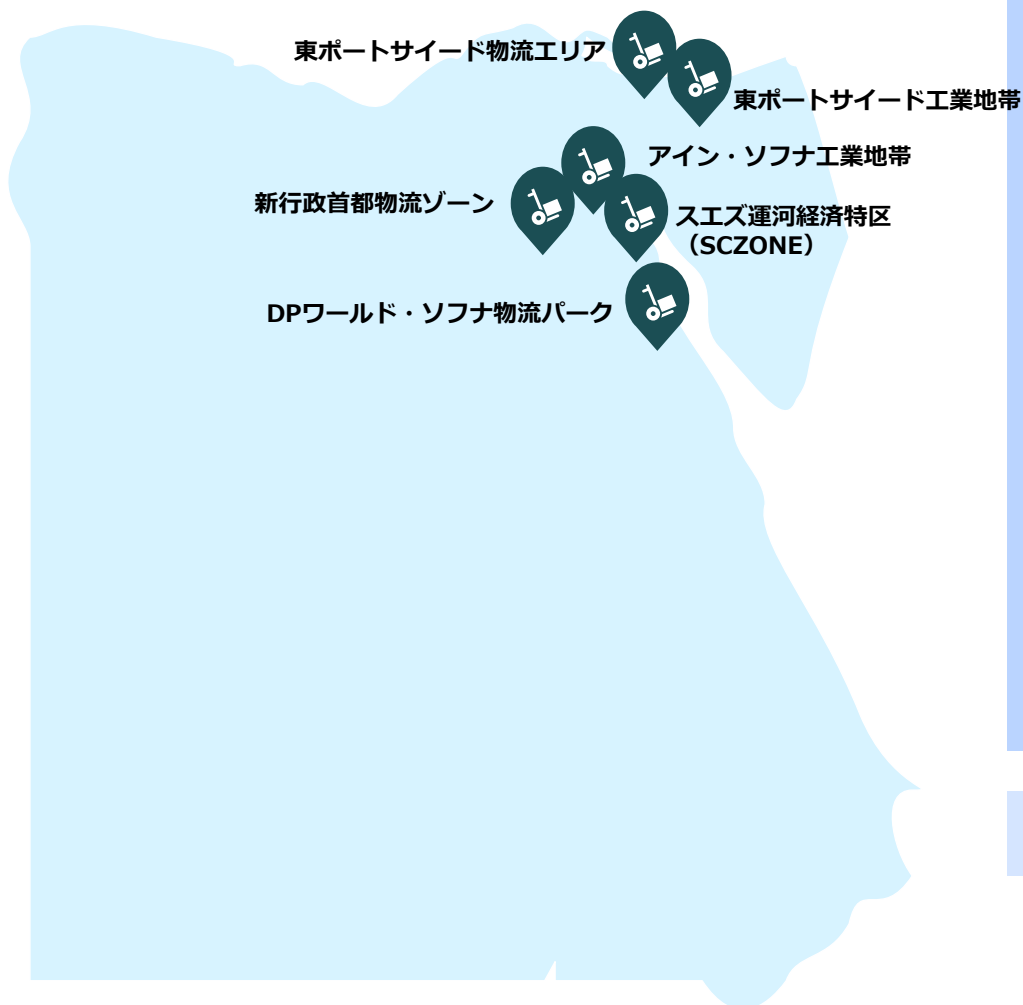 東ポートサイード物流エリア
東ポートサイード工業地帯
アイン・ソフナ工業地帯
新行政首都物流ゾーン
スエズ運河経済特区
（SCZONE）
DPワールド・ソフナ物流パーク